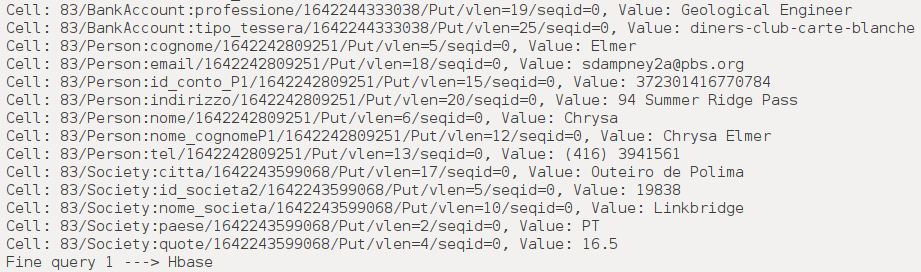 Cell: 83/BankAccount:professione/1642244333038/Put/vlen=19/seqid=0, Value: Geological Engineer
Cell: 83/BankAccount:tipo_tessera/1642244333038/Put/vlen=25/seqid=0, Value: diners-club-carte-blanche
Cell: 83/Person:cognome/1642242809251/Put/vlen=5/seqid=0, Value: Elmer
Cell: 83/Person:email/1642242809251/Put/vlen=18/seqid=0, Value: sdampney2a@pbs.org
Cell: 83/Person:id_conto_P1/1642242809251/Put/vlen=15/seqid=0, Value: 372301416770784
Cell: 83/Person:indirizzo/1642242809251/Put/vlen=20/seqid=0, Value: 94 Summer Ridge Pass
Cell: 83/Person:nome/1642242809251/Put/vlen=6/seqid=0, Value: Chrysa
Cell: 83/Person:nome_cognomeP1/1642242809251/Put/vlen=12/seqid=0, Value: Chrysa Elmer
Cell: 83/Person:tel/1642242809251/Put/vlen=13/seqid=0, Value: (416) 3941561
Cell: 83/Society:citta/1642243599068/Put/vlen=17/seqid=0, Value: Outeiro de Polima
Cell: 83/Society:id_societa2/1642243599068/Put/vlen=5/seqid=0, Value: 19838
Cell: 83/Society:nome_societa/1642243599068/Put/vlen=10/seqid=0, Value: Linkbridge
Cell: 83/Society:paese/1642243599068/Put/vlen=2/seqid=0, Value: PT
Cell: 83/Society:quote/1642243599068/Put/vlen=4/seqid=0, Value: 16.5
Fine query 1 ---> Hbase